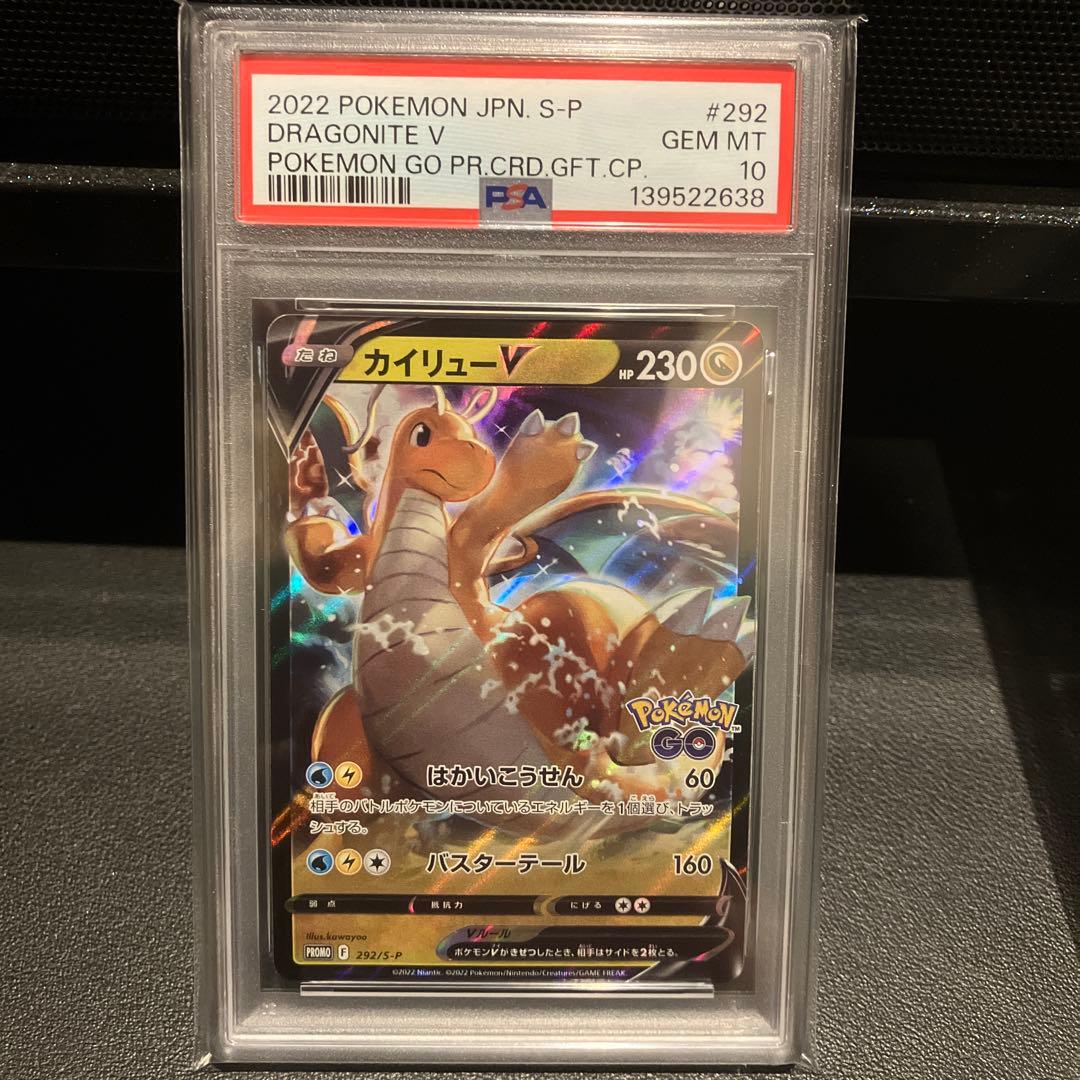 2022 POKEMON JPN. S-P #292
DRAGONITE V GEM MT
POKEMON GO PR.CRD.GFT.CP. 10
PSA 139522638
たね カイリューV HP 230
Pokémon™
GO
はかいこうせん 60
相手のバトルポケモンについているエネルギーを1個選び、トラッ
シュする。
バスターテール 160
弱点 抵抗力 にげる
Vルール
Illus.kawayoo
ポケモンVがきぜつしたとき、相手はサイドを2枚とる。
PROMO F 292/S-P
©2022 Niantic. ©2022 Pokémon/Nintendo/Creatures/GAME FREAK.